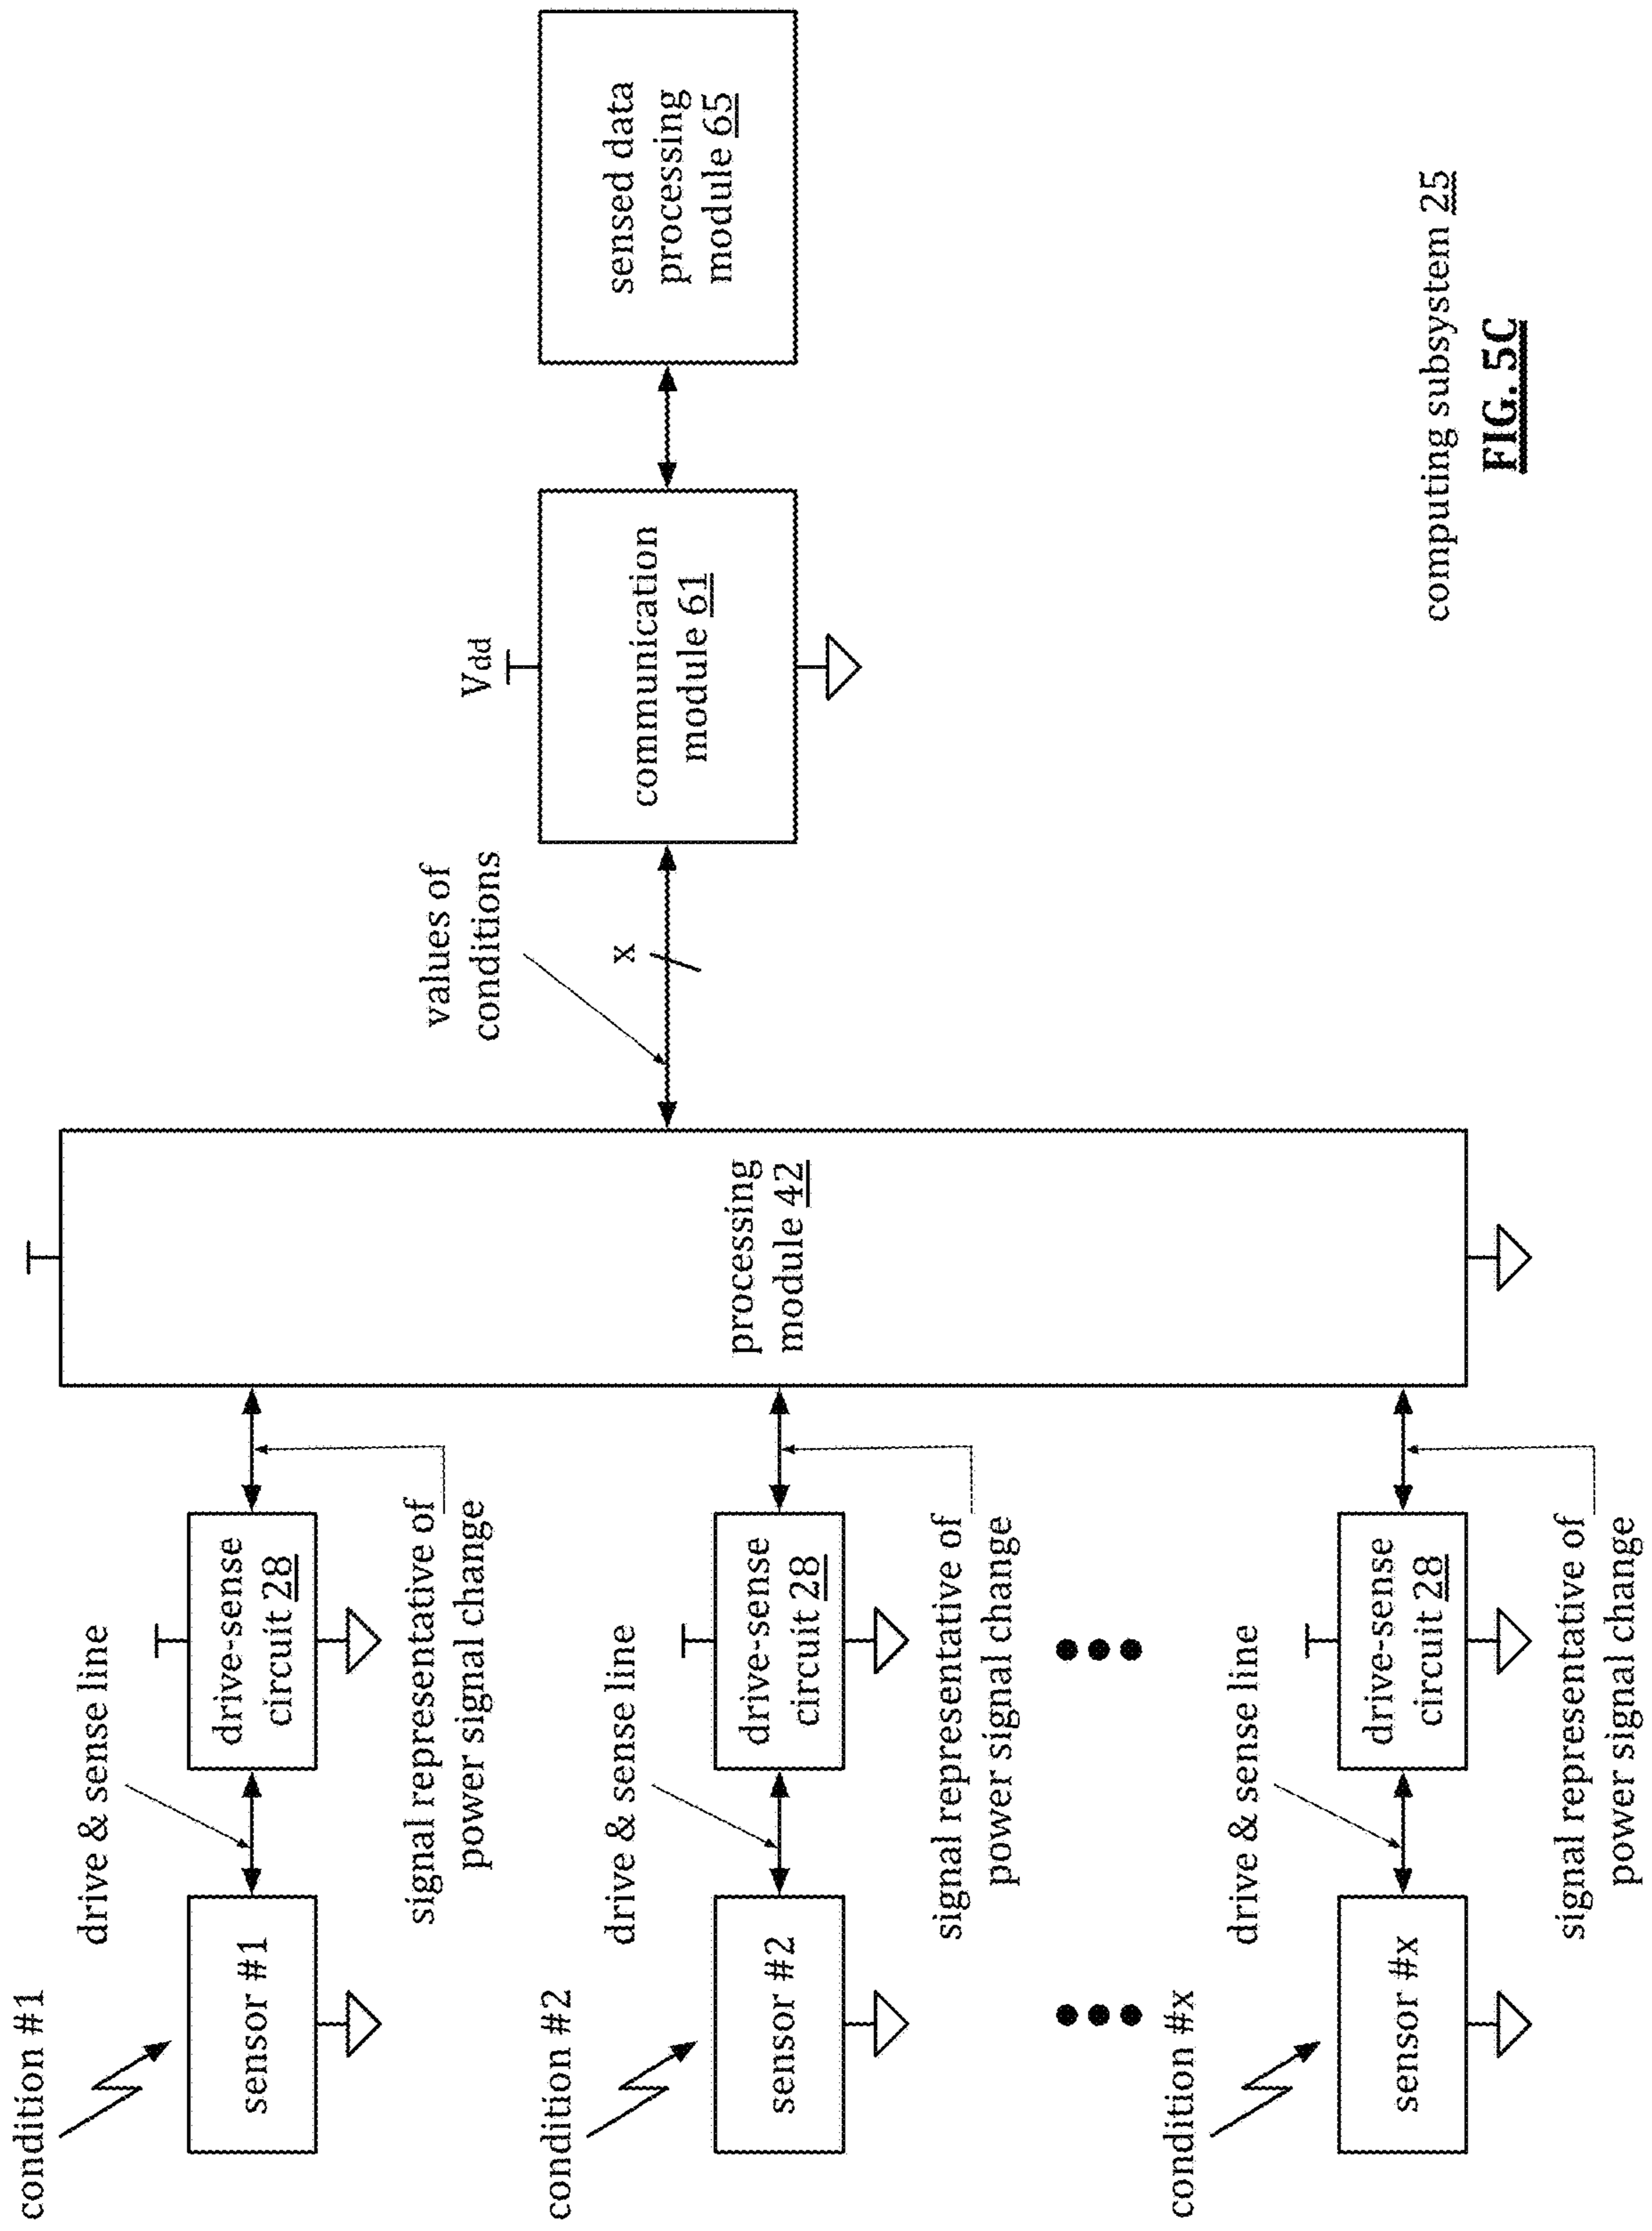 condition #1
drive & sense line
sensor #1
drive-sense
circuit 28
signal representative of
power signal change
condition #2
drive & sense line
sensor #2
drive-sense
circuit 28
signal representative of
power signal change
condition #x
drive & sense line
sensor #x
drive-sense
circuit 28
signal representative of
power signal change
processing
module 42
values of
conditions
x
Vdd
communication
module 61
sensed data
processing
module 65
computing subsystem 25
FIG. 5C